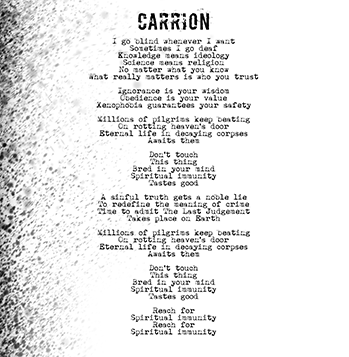 CARRION
I go blind whenever I want
Sometimes I go deaf
Knowledge means ideology
Science means religion
No matter what you know
What really matters is who you trust
Ignorance is your wisdom
Obedience is your value
Xenophobia guarantees your safety
Millions of pilgrims keep beating
On rotting heaven's door
Eternal life in decaying corpses
Awaits them
Don't touch
This thing
Bred in your mind
Spiritual immunity
Tastes good
A sinful truth gets a noble lie
To redefine the meaning of crime
Time to admit The Last Judgement
Takes place on Earth
Millions of pilgrims keep beating
On rotting heaven's door
Eternal life in decaying corpses
Awaits them
Don't touch
This thing
Bred in your mind
Spiritual immunity
Tastes good
Reach for
Spiritual immunity
Reach for
Spiritual immunity